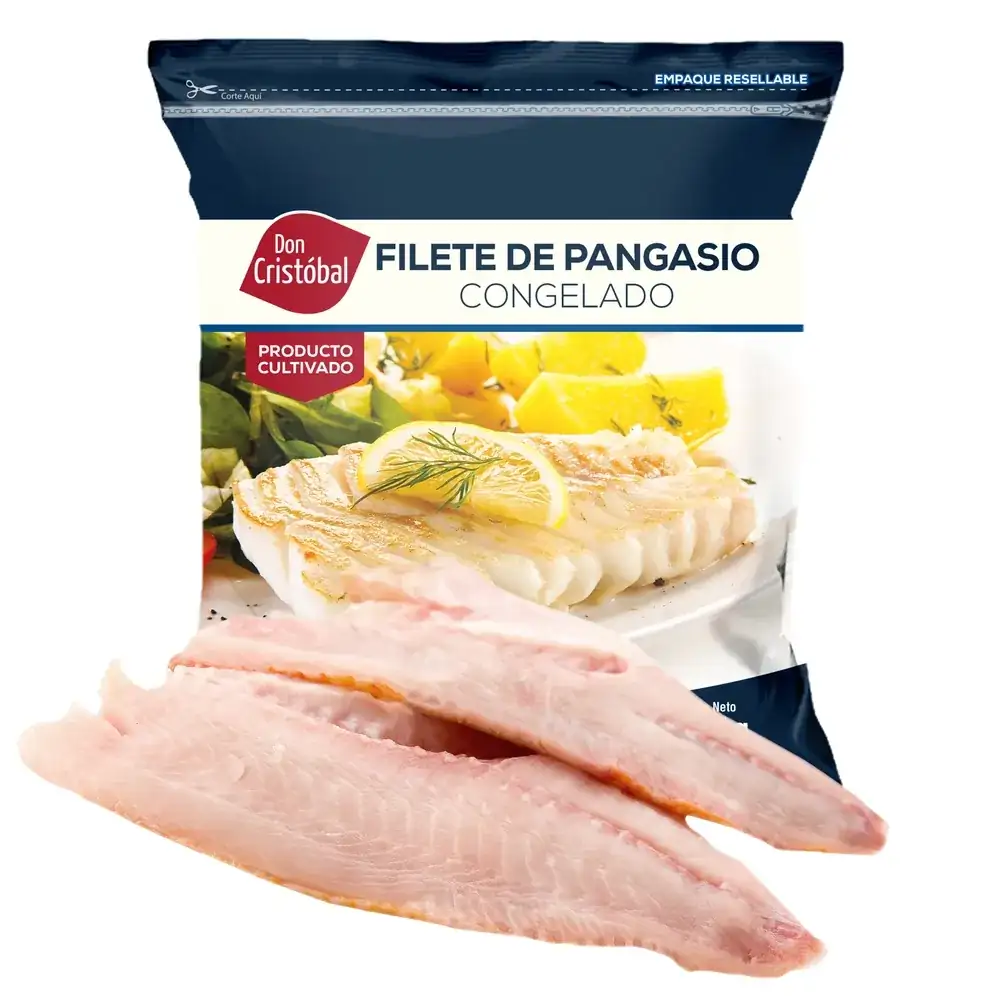 EMPAQUE RESELLABLE
Corte Aquí
Don
Cristóbal
FILETE DE PANGASIO
CONGELADO
PRODUCTO
CULTIVADO
Neto